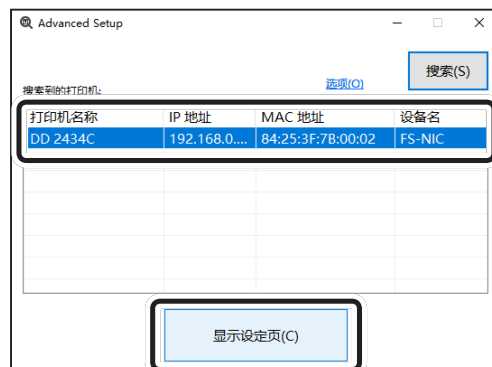 Advanced Setup
搜索(S)
选项(O)
搜索到的打印机:
打印机名称 IP 地址 MAC 地址 设备名
DD 2434C 192.168.0.... 84:25:3F:7B:00:02 FS-NIC
显示设定页(C)